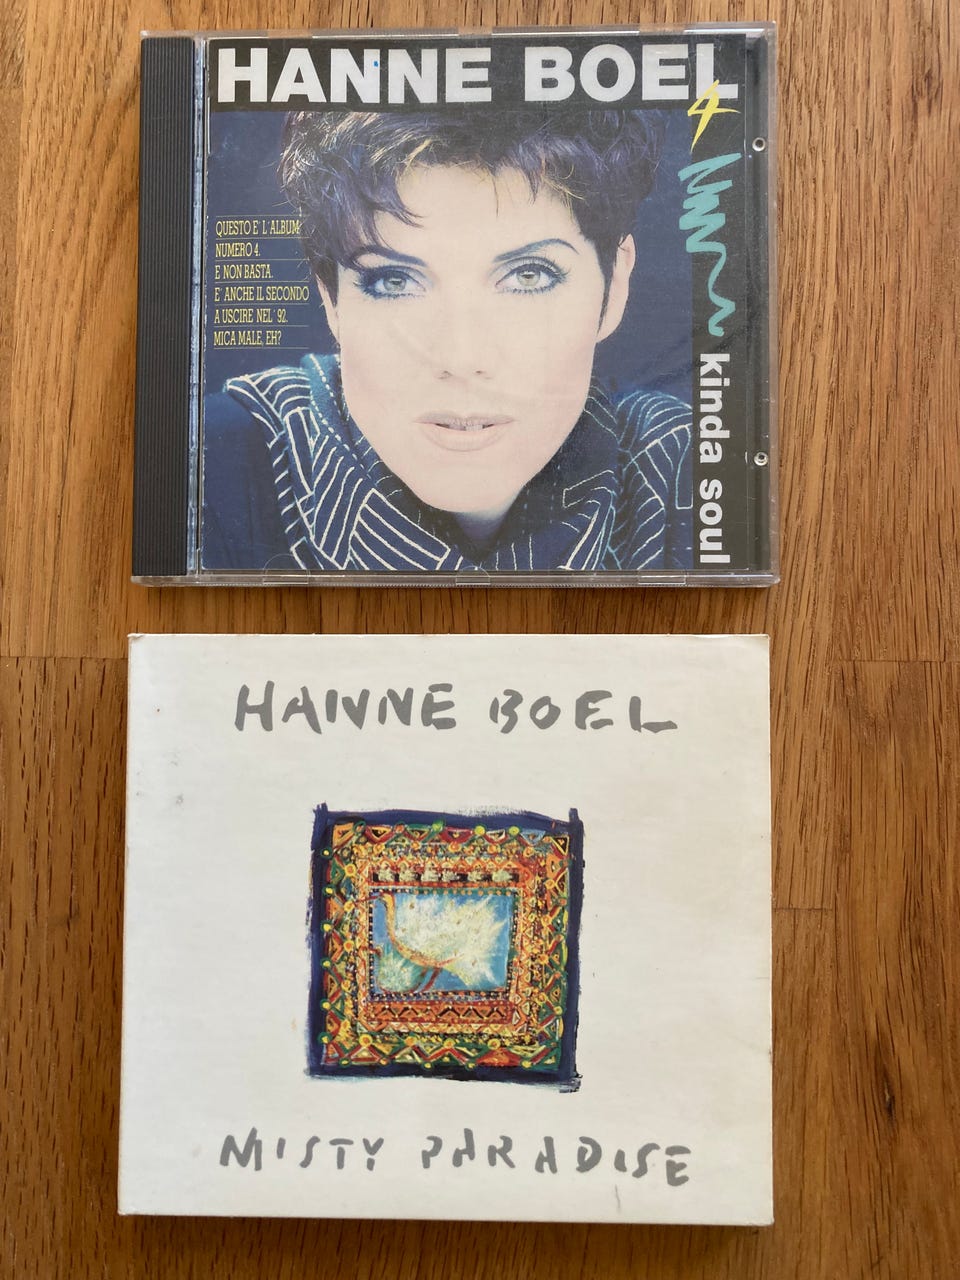 HANNE BOEL
4
QUESTO E' L'ALBUM
NUMERO 4.
E NON BASTA.
E' ANCHE IL SECONDO
A USCIRE NEL '92.
MICA MALE, EH?
kinda soul
HANNE BOEL
MISTY PARADISE